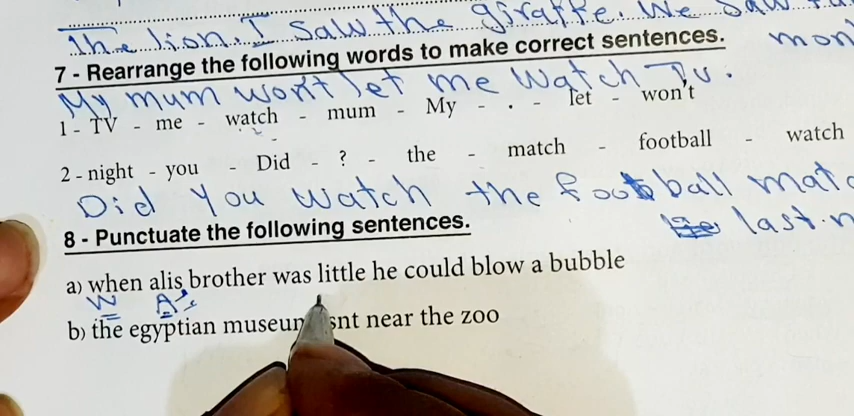 The lion. I saw the giraffe. We saw
7 - Rearrange the following words to make correct sentences.
My mum won't let me watch TV.
1 - TV - me - watch - mum - My - . - let - won't
2 - night - you - Did - ? - the - match - football - watch
Did you watch the football
last
8 - Punctuate the following sentences.
a) when alis brother was little he could blow a bubble
W A's
b) the egyptian near the zoo